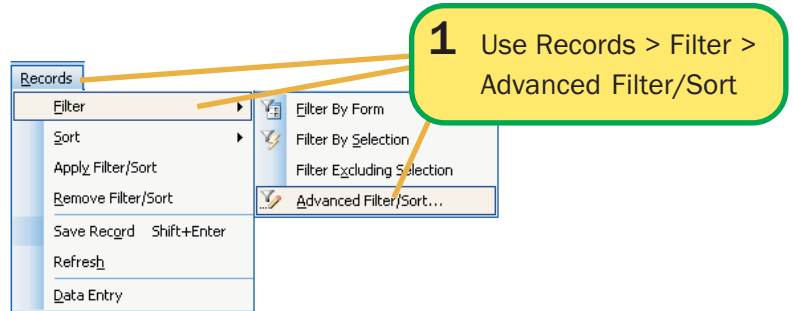 1 Use Records > Filter >
Advanced Filter/Sort
Records
Filter
Sort
Apply Filter/Sort
Remove Filter/Sort
Save Record Shift+Enter
Refresh
Data Entry
Filter By Form
Filter By Selection
Filter Excluding Selection
Advanced Filter/Sort...